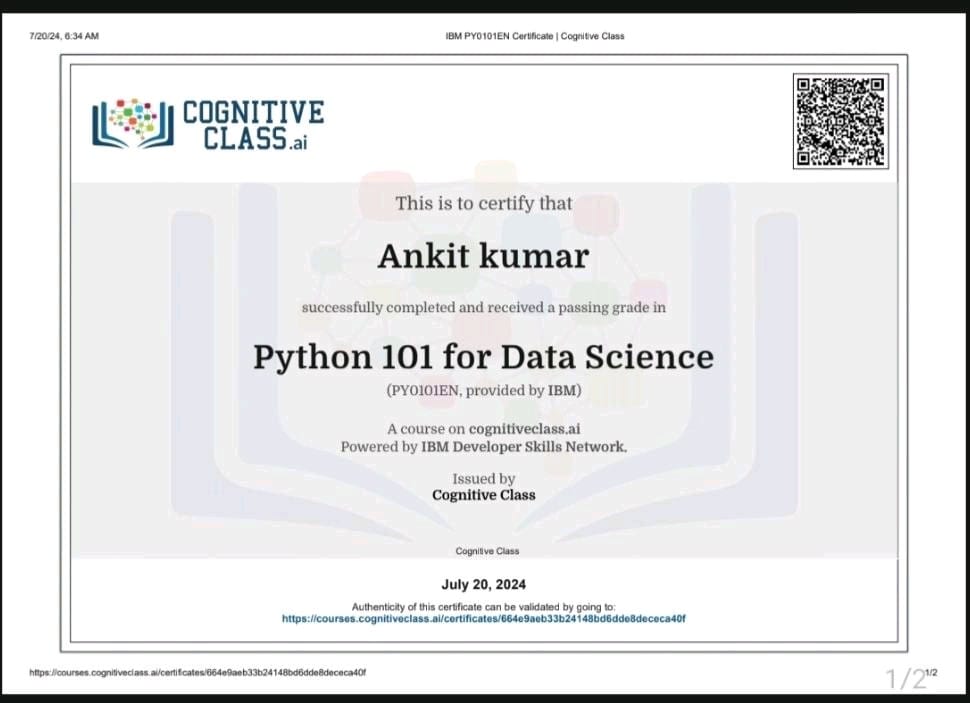 7/20/24, 6:34 AM
IBM PY0101EN Certificate | Cognitive Class
COGNITIVE
CLASS.ai
This is to certify that
Ankit kumar
successfully completed and received a passing grade in
Python 101 for Data Science
(PY0101EN, provided by IBM)
A course on cognitiveclass.ai
Powered by IBM Developer Skills Network.
Issued by
Cognitive Class
Cognitive Class
July 20, 2024
Authenticity of this certificate can be validated by going to:
https://courses.cognitiveclass.ai/certificates/664e9aeb33b24148bd6dde8dececa40f
https://courses.cognitiveclass.ai/certificates/664e9aeb33b24148bd6dde8dececa40f
1/2
1/2